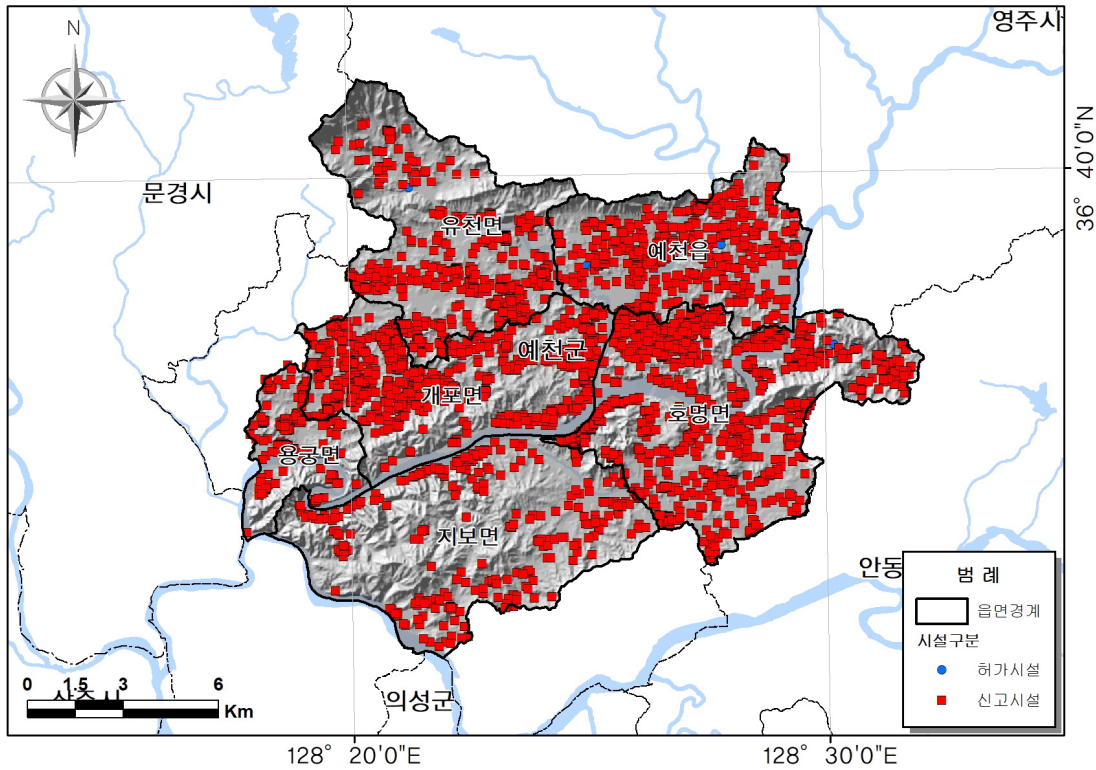 영주시
N
40'0"N
36°
문경시
유천면
예천읍
예천군
개포면
호명면
용궁면
지보면
안동
범 례
읍면경계
시설구분
허가시설
신고시설
0 1.5 3 6
Km
상주시
의성군
128° 20'0"E
128° 30'0"E